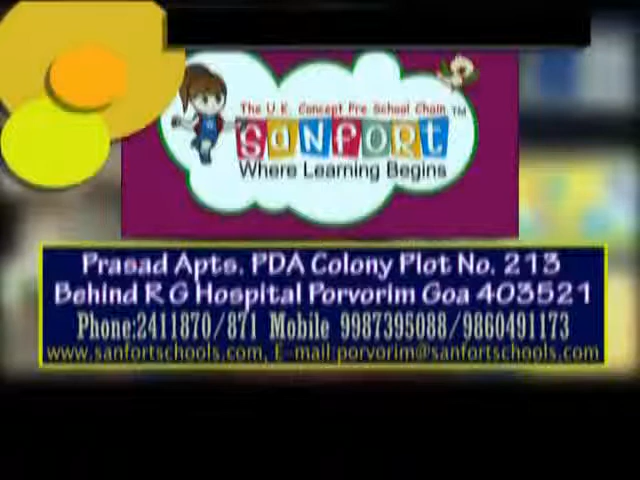 The U.K. Concept Pre School Chain TM
SANFORT
Where Learning Begins
Prasad Apts. PDA Colony Plot No. 213
Behind R G Hospital Porvorim Goa 403521
Phone:2411870/871 Mobile 9987395088/9860491173
www.sanfortschools.com, E-mail porvorim@sanfortschools.com